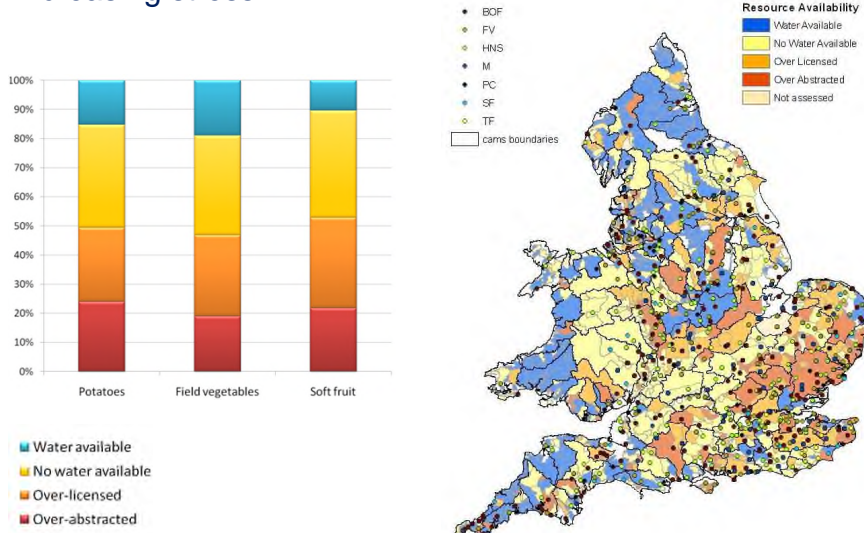 100%
90%
80%
70%
60%
50%
40%
30%
20%
10%
0%
Potatoes Field vegetables Soft fruit
Water available
No water available
Over-licensed
Over-abstracted
BOF
FV
HNS
M
PC
SF
TF
cams boundaries
Resource Availability
Water Available
No Water Available
Over Licensed
Over Abstracted
Not assessed